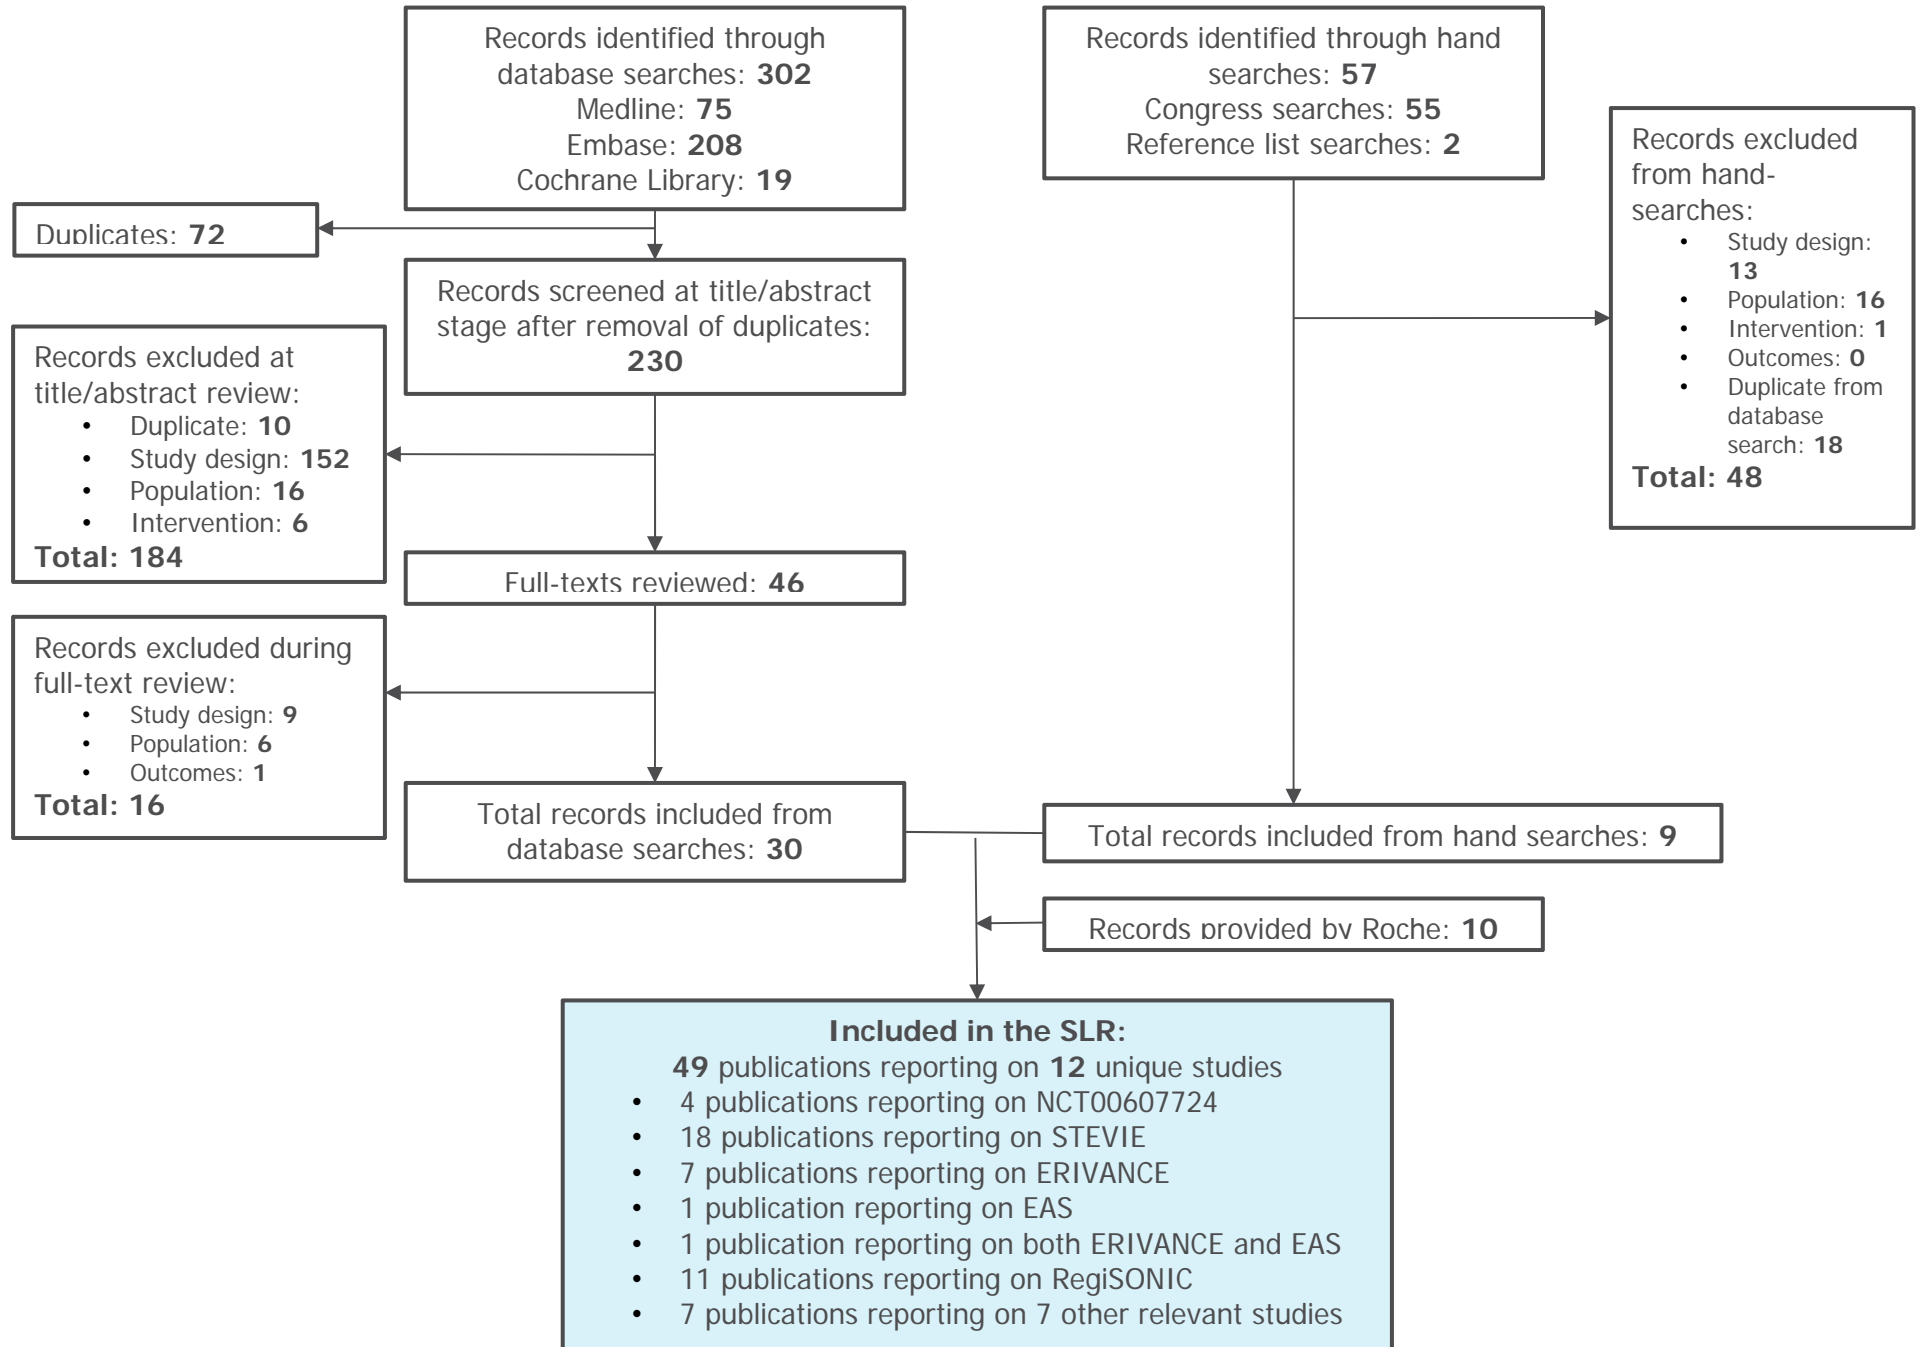 Records identified through
database searches: 302
Medline: 75
Embase: 208
Cochrane Library: 19
Records identified through hand
searches: 57
Congress searches: 55
Reference list searches: 2
Records excluded
from hand-
searches:
• Study design:
13
• Population: 16
• Intervention: 1
• Outcomes: 0
• Duplicate from
database
search: 18
Total: 48
Duplicates: 72
Records screened at title/abstract
stage after removal of duplicates:
230
Records excluded at
title/abstract review:
• Duplicate: 10
• Study design: 152
• Population: 16
• Intervention: 6
Total: 184
Full-texts reviewed: 46
Records excluded during
full-text review:
• Study design: 9
• Population: 6
• Outcomes: 1
Total: 16
Total records included from
database searches: 30
Total records included from hand searches: 9
Records provided by Roche: 10
Included in the SLR:
49 publications reporting on 12 unique studies
• 4 publications reporting on NCT00607724
• 18 publications reporting on STEVIE
• 7 publications reporting on ERIVANCE
• 1 publication reporting on EAS
• 1 publication reporting on both ERIVANCE and EAS
• 11 publications reporting on RegiSONIC
• 7 publications reporting on 7 other relevant studies